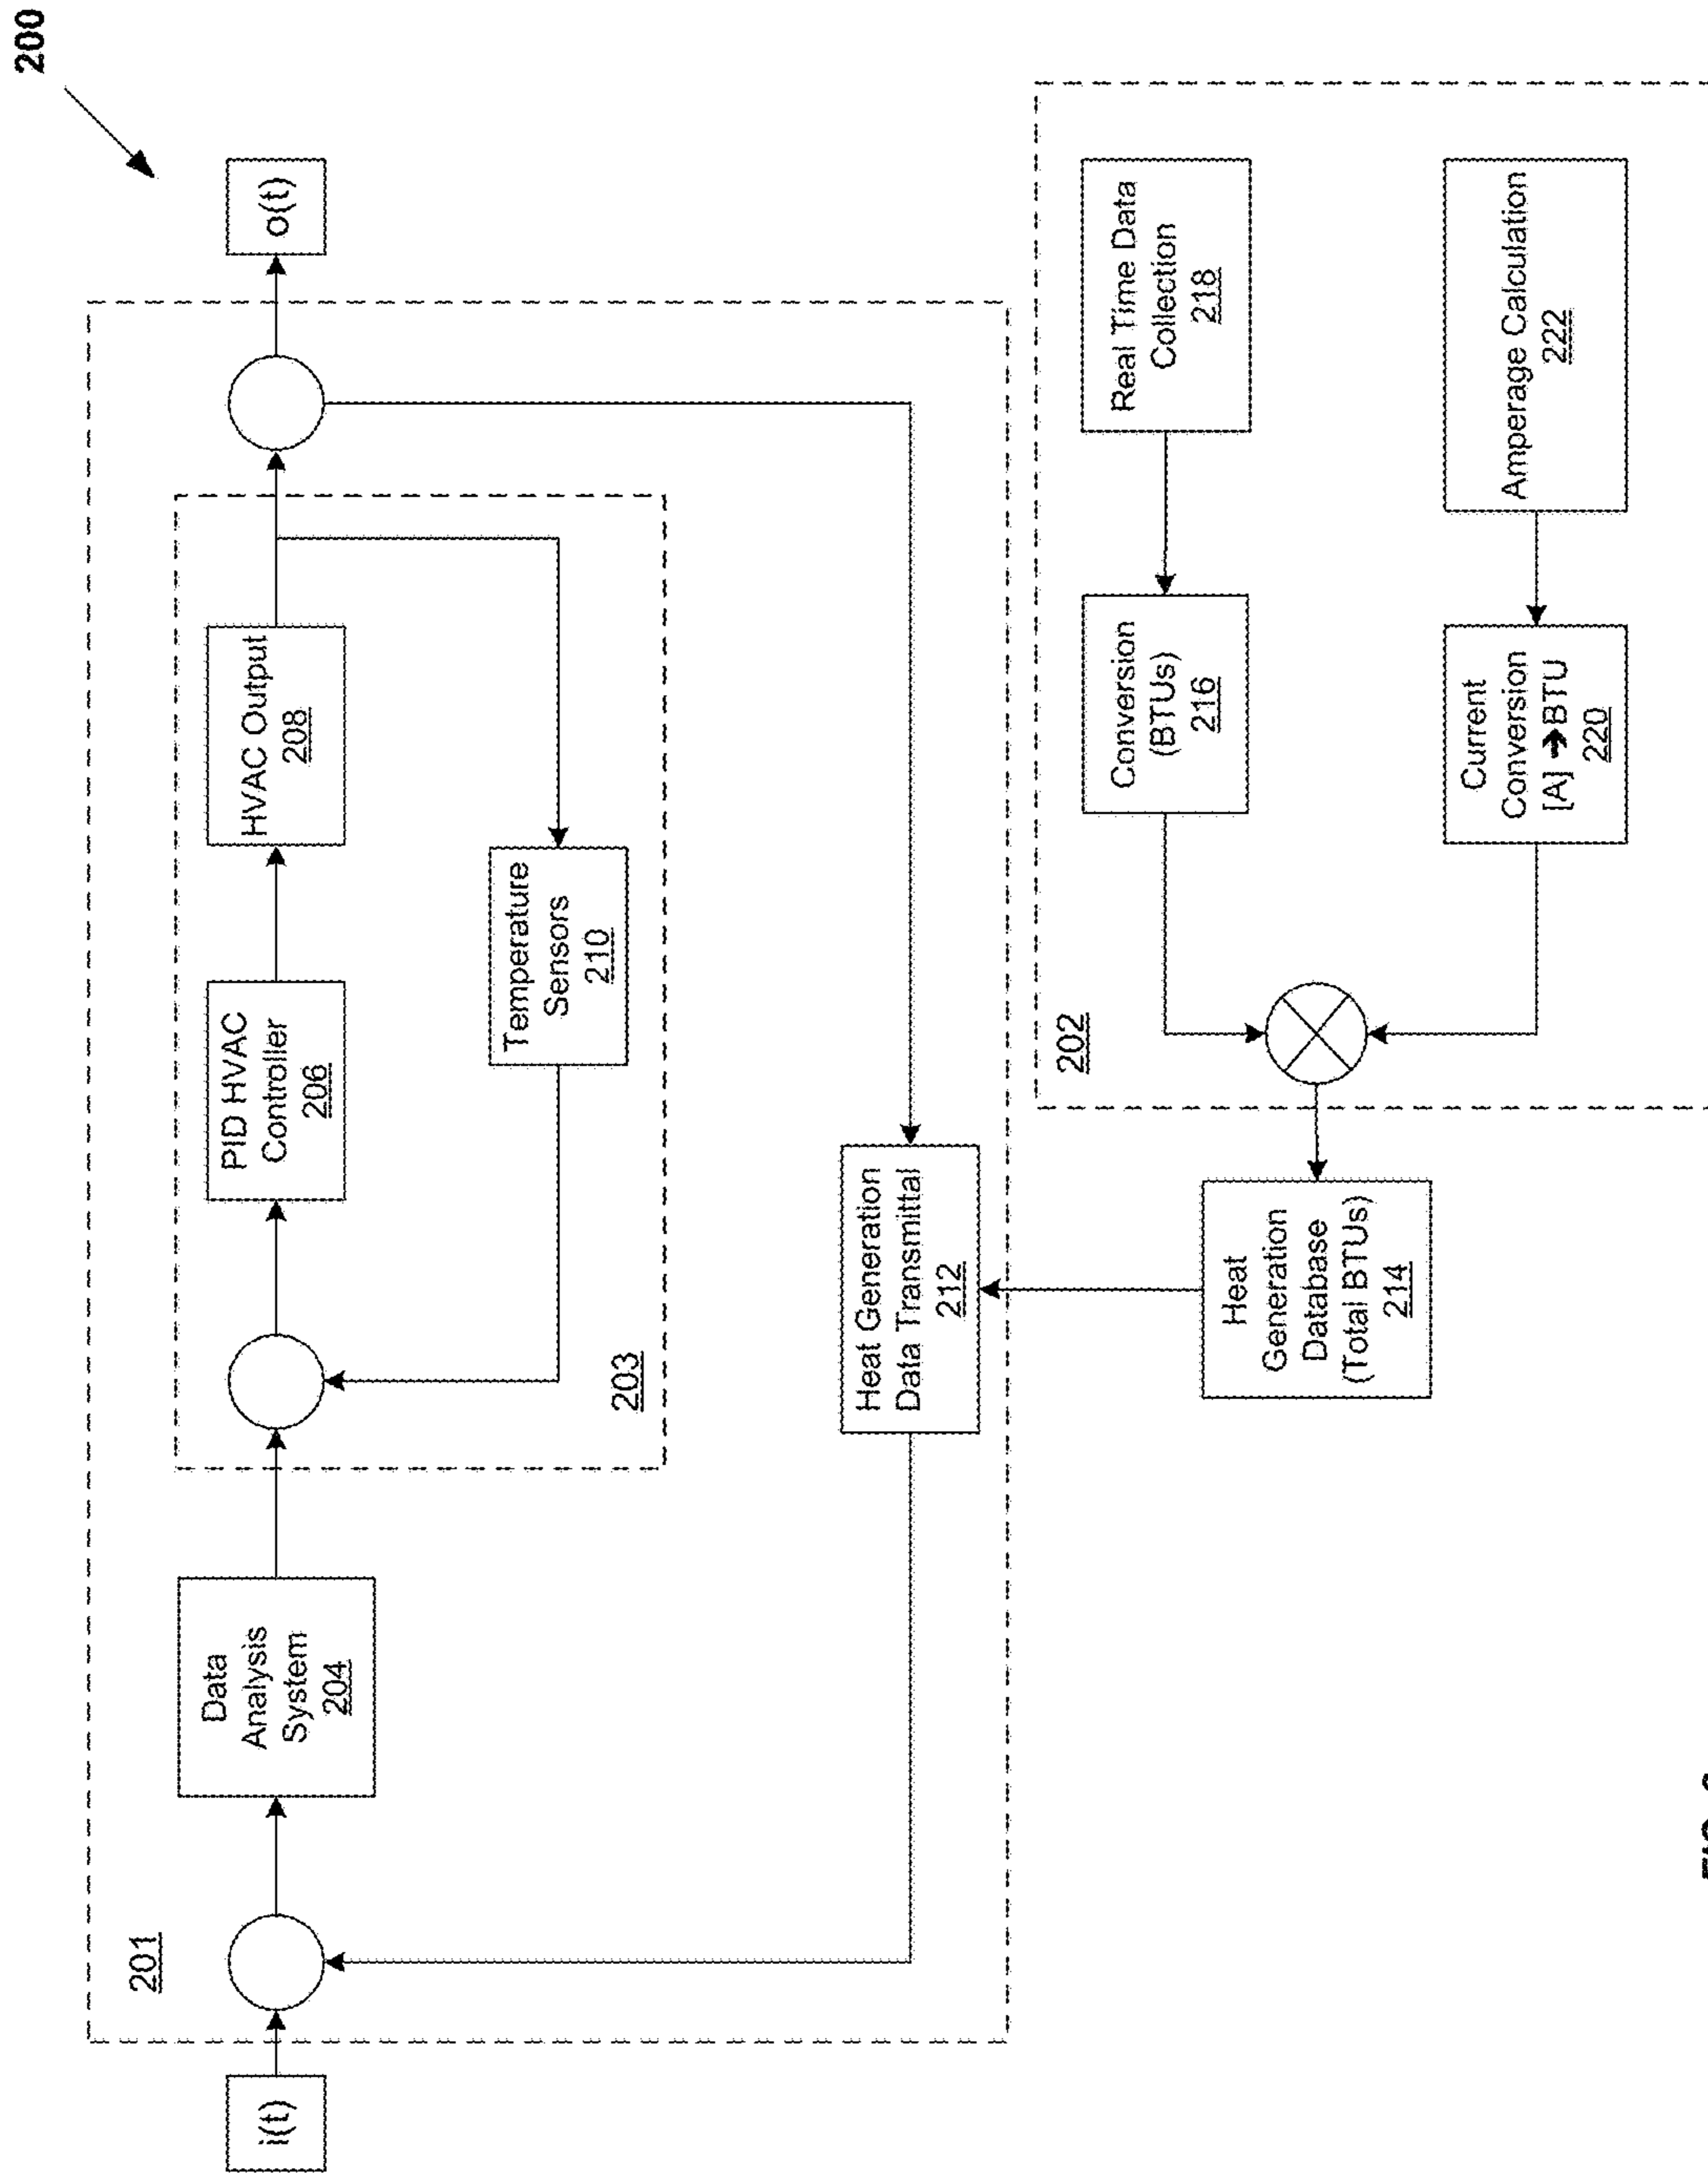 200
i(t)
201
Data
Analysis
System
204
PID HVAC
Controller
206
HVAC Output
208
o(t)
Temperature
Sensors
210
203
Heat Generation
Data Transmittal
212
Heat
Generation
Database
(Total BTUs)
214
202
Conversion
(BTUs)
216
Real Time Data
Collection
218
Current
Conversion
[A] ➔BTU
220
Amperage Calculation
222